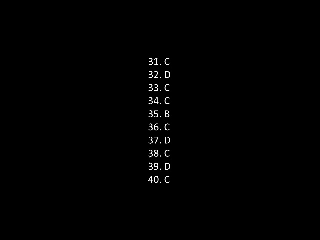 31. C
32. D
33. C
34. C
35. B
36. C
37. D
38. C
39. D
40. C